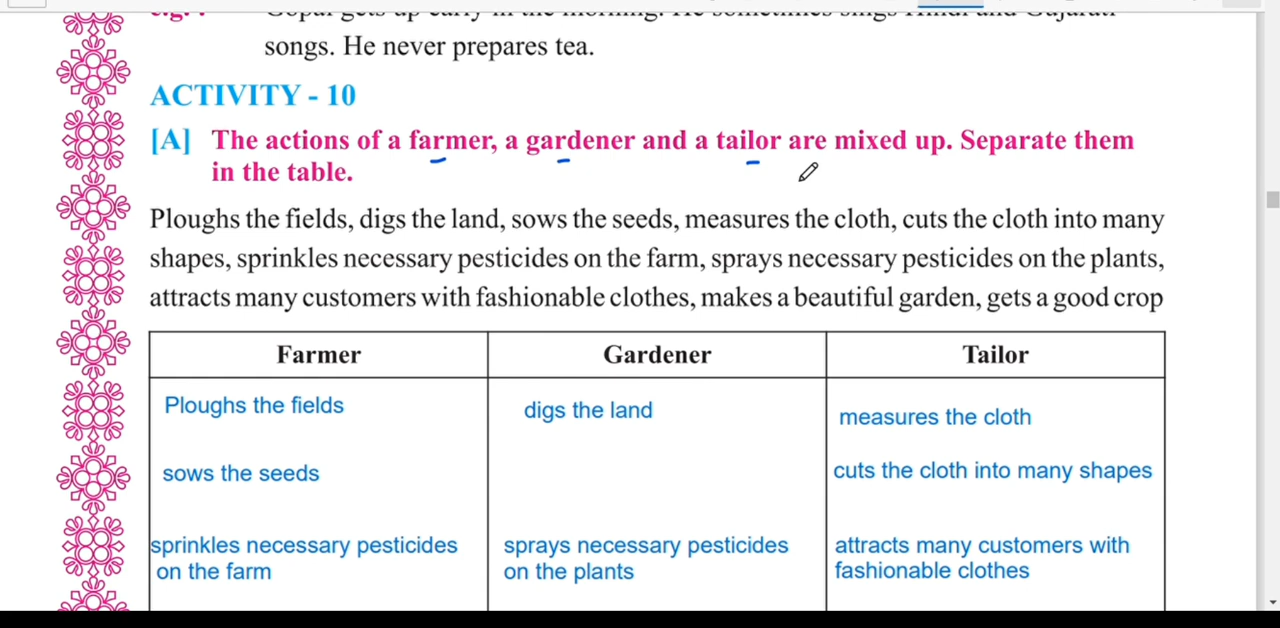 songs. He never prepares tea.
ACTIVITY - 10
[A] The actions of a farmer, a gardener and a tailor are mixed up. Separate them
in the table.
Ploughs the fields, digs the land, sows the seeds, measures the cloth, cuts the cloth into many
shapes, sprinkles necessary pesticides on the farm, sprays necessary pesticides on the plants,
attracts many customers with fashionable clothes, makes a beautiful garden, gets a good crop
Farmer Gardener Tailor
Ploughs the fields digs the land measures the cloth
sows the seeds cuts the cloth into many shapes
sprinkles necessary pesticides sprays necessary pesticides attracts many customers with
on the farm on the plants fashionable clothes